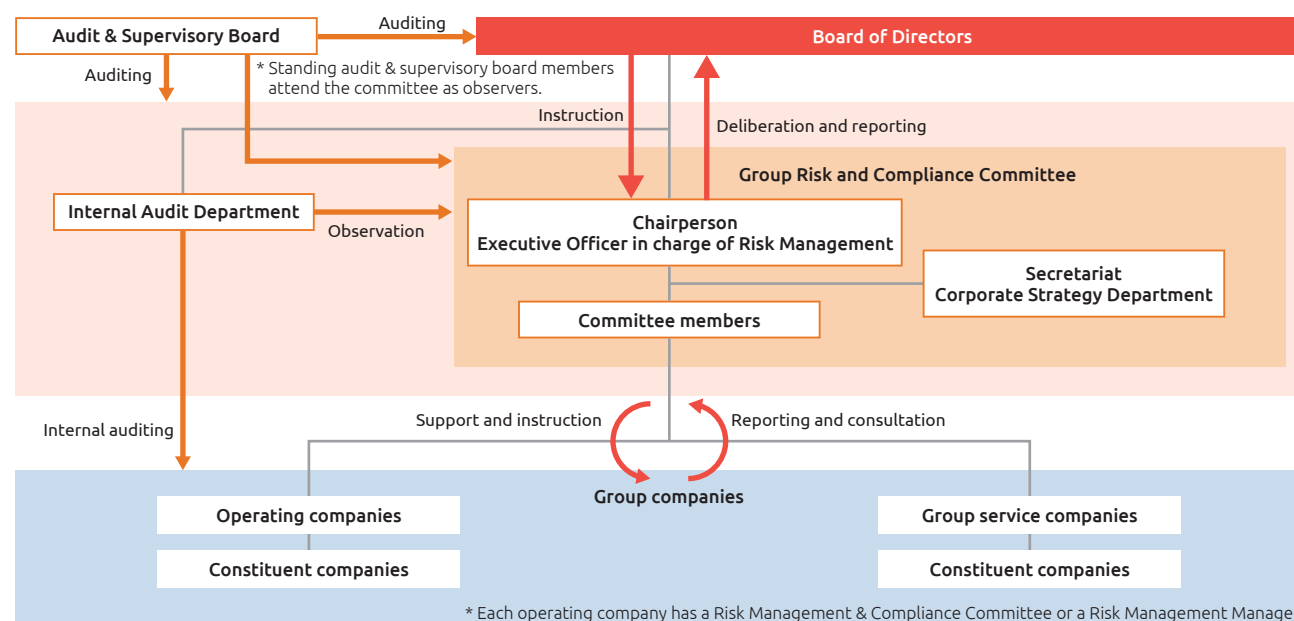 Audit & Supervisory Board
Auditing
Board of Directors
Auditing
* Standing audit & supervisory board members
attend the committee as observers.
Instruction
Deliberation and reporting
Group Risk and Compliance Committee
Internal Audit Department
Observation
Chairperson
Executive Officer in charge of Risk Management
Secretariat
Corporate Strategy Department
Committee members
Internal auditing
Support and instruction
Reporting and consultation
Group companies
Operating companies
Group service companies
Constituent companies
Constituent companies
* Each operating company has a Risk Management & Compliance Committee or a Risk Management Manage